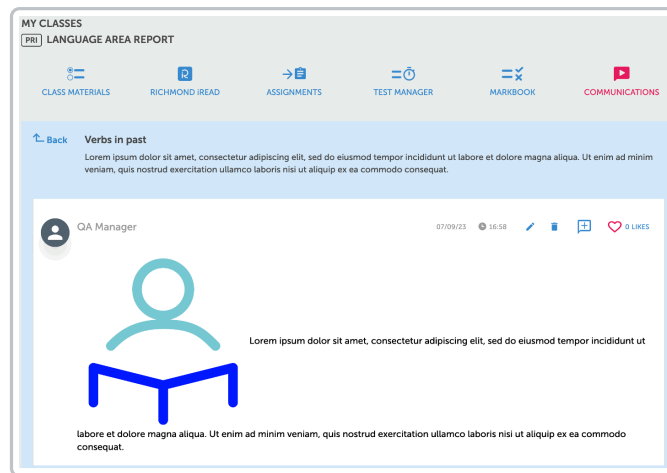 MY CLASSES
PRI LANGUAGE AREA REPORT
CLASS MATERIALS RICHMOND iREAD ASSIGNMENTS TEST MANAGER MARKBOOK COMMUNICATIONS
Back Verbs in past
Lorem ipsum dolor sit amet, consectetur adipiscing elit, sed do eiusmod tempor incididunt ut labore et dolore magna aliqua. Ut enim ad minim
veniam, quis nostrud exercitation ullamco laboris nisi ut aliquip ex ea commodo consequat.
QA Manager 07/09/23 16:58 0 LIKES
Lorem ipsum dolor sit amet, consectetur adipiscing elit, sed do eiusmod tempor incididunt ut
labore et dolore magna aliqua. Ut enim ad minim veniam, quis nostrud exercitation ullamco laboris nisi ut aliquip ex ea commodo
consequat.